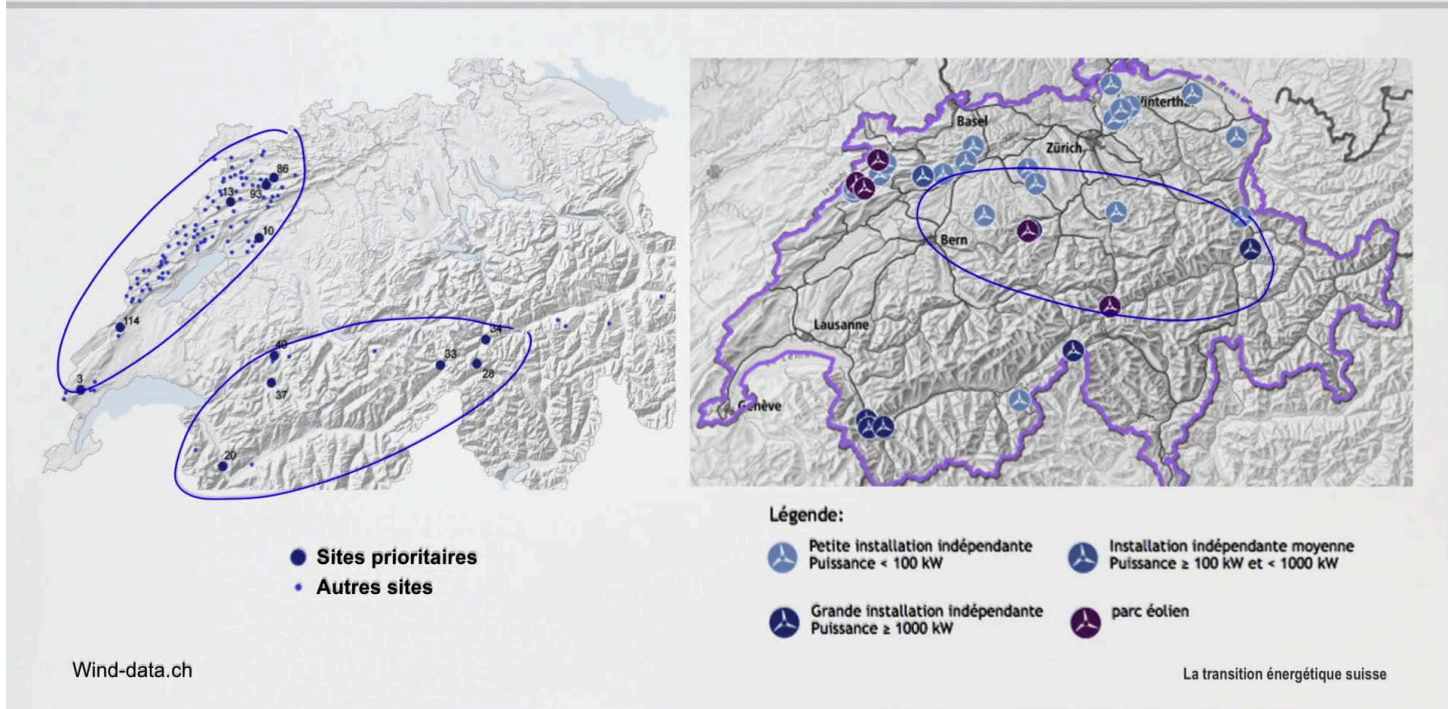 86
13
93
10
114
3
40
34
33
28
37
20
Sites prioritaires
Autres sites
Wind-data.ch
Basel
Winterthu
Zürich
Bern
Lausanne
Genève
Légende:
Petite installation indépendante
Puissance < 100 kW
Installation indépendante moyenne
Puissance ≥ 100 kW et < 1000 kW
Grande installation indépendante
Puissance ≥ 1000 kW
parc éolien
La transition énergétique suisse